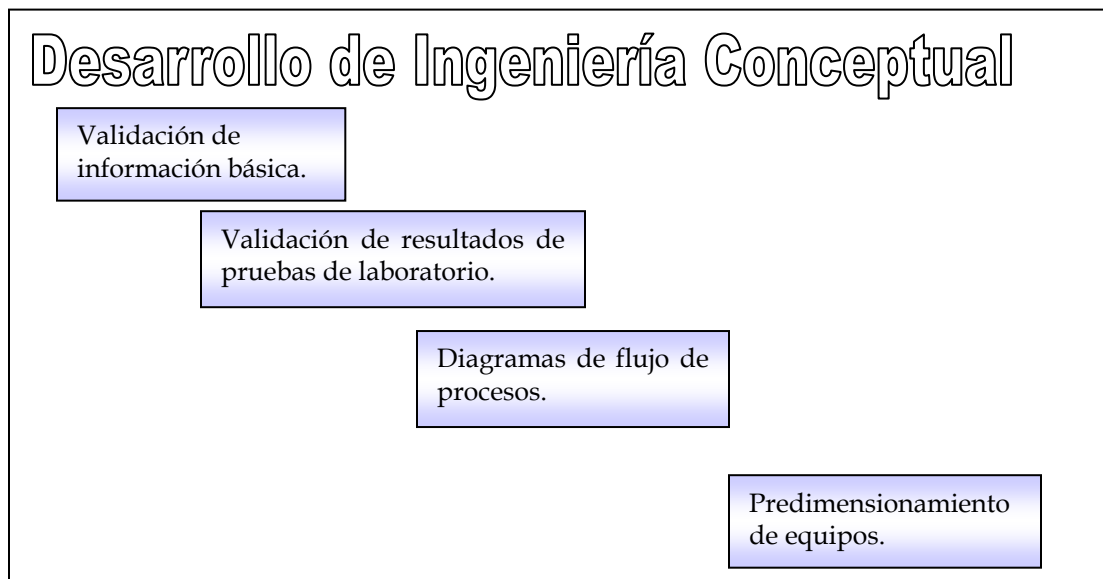 Desarrollo de Ingeniería Conceptual
Validación de
información básica.
Validación de resultados de
pruebas de laboratorio.
Diagramas de flujo de
procesos.
Predimensionamiento
de equipos.